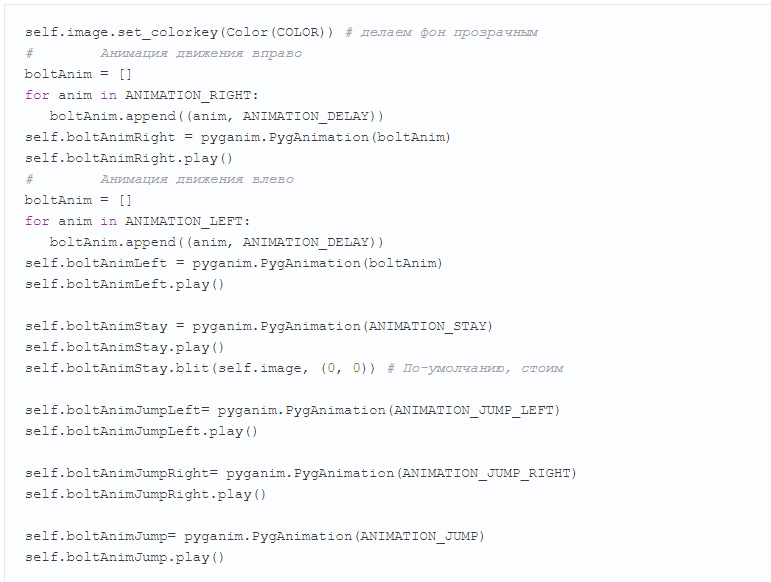 self.image.set_colorkey(Color(COLOR)) # делаем фон прозрачным
#        Анимация движения вправо
boltAnim = []
for anim in ANIMATION_RIGHT:
   boltAnim.append((anim, ANIMATION_DELAY))
self.boltAnimRight = pyganim.PygAnimation(boltAnim)
self.boltAnimRight.play()
#        Анимация движения влево
boltAnim = []
for anim in ANIMATION_LEFT:
   boltAnim.append((anim, ANIMATION_DELAY))
self.boltAnimLeft = pyganim.PygAnimation(boltAnim)
self.boltAnimLeft.play()

self.boltAnimStay = pyganim.PygAnimation(ANIMATION_STAY)
self.boltAnimStay.play()
self.boltAnimStay.blit(self.image, (0, 0)) # По-умолчанию, стоим

self.boltAnimJumpLeft= pyganim.PygAnimation(ANIMATION_JUMP_LEFT)
self.boltAnimJumpLeft.play()

self.boltAnimJumpRight= pyganim.PygAnimation(ANIMATION_JUMP_RIGHT)
self.boltAnimJumpRight.play()

self.boltAnimJump= pyganim.PygAnimation(ANIMATION_JUMP)
self.boltAnimJump.play()